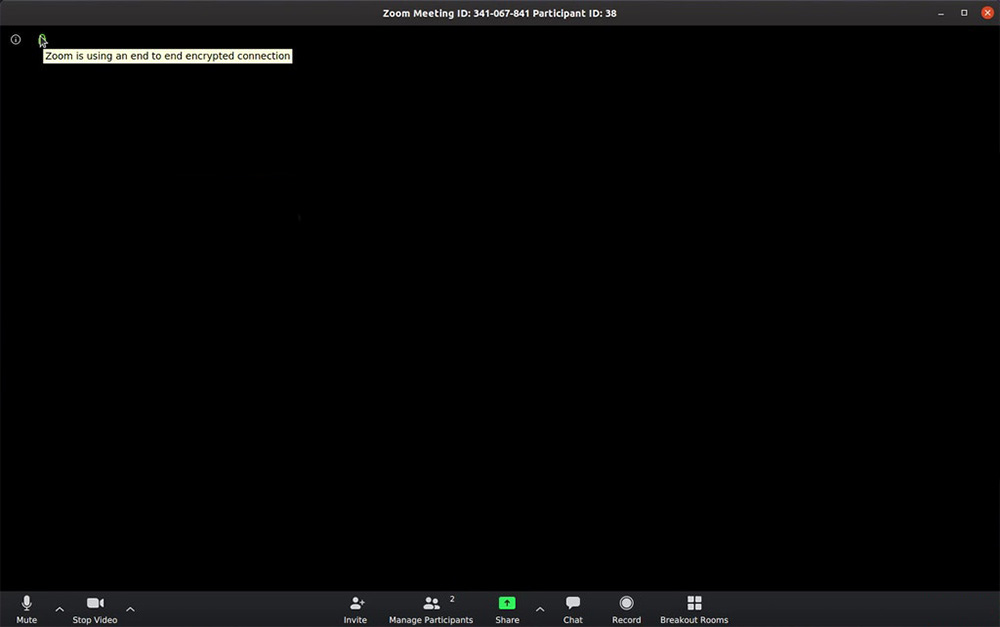 Zoom Meeting ID: 341-067-841 Participant ID: 38
Zoom is using an end to end encrypted connection
2
Mute
Stop Video
Invite
Manage Participants
Share
Chat
Record
Breakout Rooms